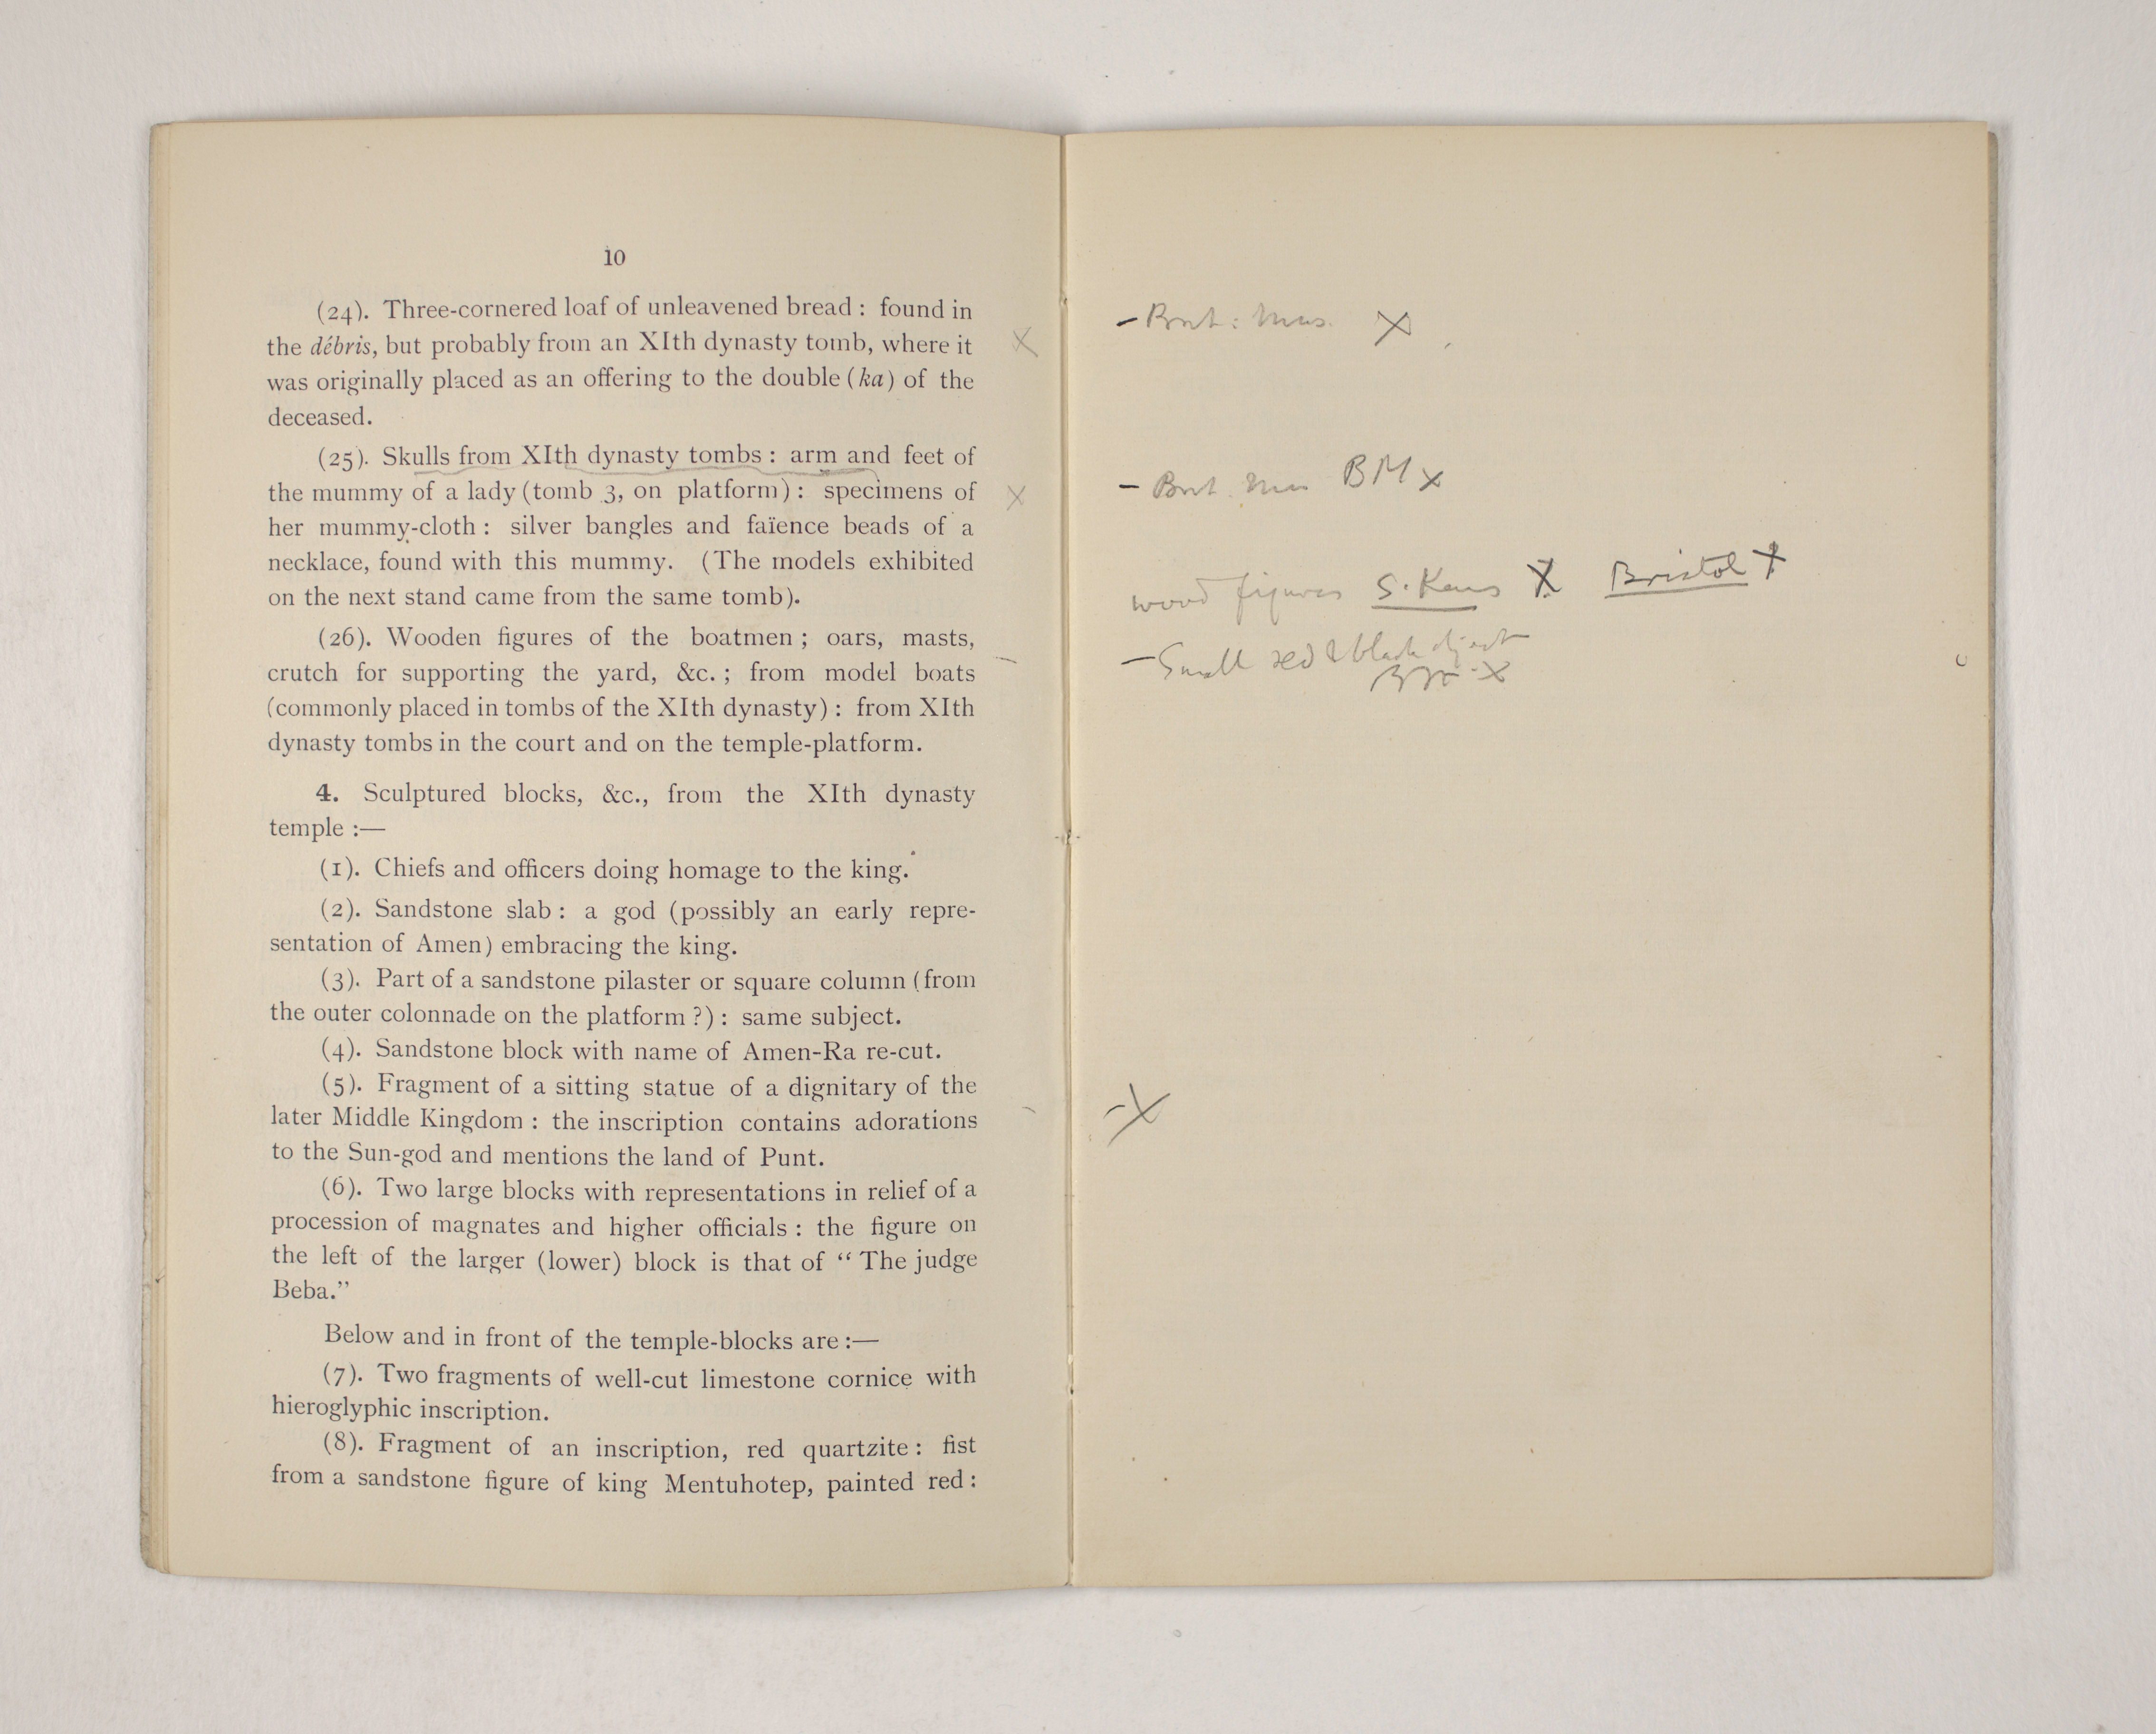 10
(24). Three-cornered loaf of unleavened bread : found in
the débris, but probably from an XIth dynasty tomb, where it
was originally placed as an offering to the double (ka) of the
deceased.
(25). Skulls from XIth dynasty tombs : arm and feet of
the mummy of a lady (tomb 3, on platform) : specimens of
her mummy-cloth : silver bangles and faïence beads of a
necklace, found with this mummy. (The models exhibited
on the next stand came from the same tomb).
(26). Wooden figures of the boatmen ; oars, masts,
crutch for supporting the yard, &c. ; from model boats
(commonly placed in tombs of the XIth dynasty) : from XIth
dynasty tombs in the court and on the temple-platform.
4. Sculptured blocks, &c., from the XIth dynasty
temple :—
(1). Chiefs and officers doing homage to the king.
(2). Sandstone slab : a god (possibly an early repre-
sentation of Amen) embracing the king.
(3). Part of a sandstone pilaster or square column (from
the outer colonnade on the platform ?) : same subject.
(4). Sandstone block with name of Amen-Ra re-cut.
(5). Fragment of a sitting statue of a dignitary of the
later Middle Kingdom : the inscription contains adorations
to the Sun-god and mentions the land of Punt.
(6). Two large blocks with representations in relief of a
procession of magnates and higher officials : the figure on
the left of the larger (lower) block is that of “ The judge
Beba.”
Below and in front of the temple-blocks are :—
(7). Two fragments of well-cut limestone cornice with
hieroglyphic inscription.
(8). Fragment of an inscription, red quartzite : fist
from a sandstone figure of king Mentuhotep, painted red :
– Brit : Mus. X
– Brit. Mus BM X
wood figures S. Kens X Bristol X
– Small red & black object
BM - X
– X